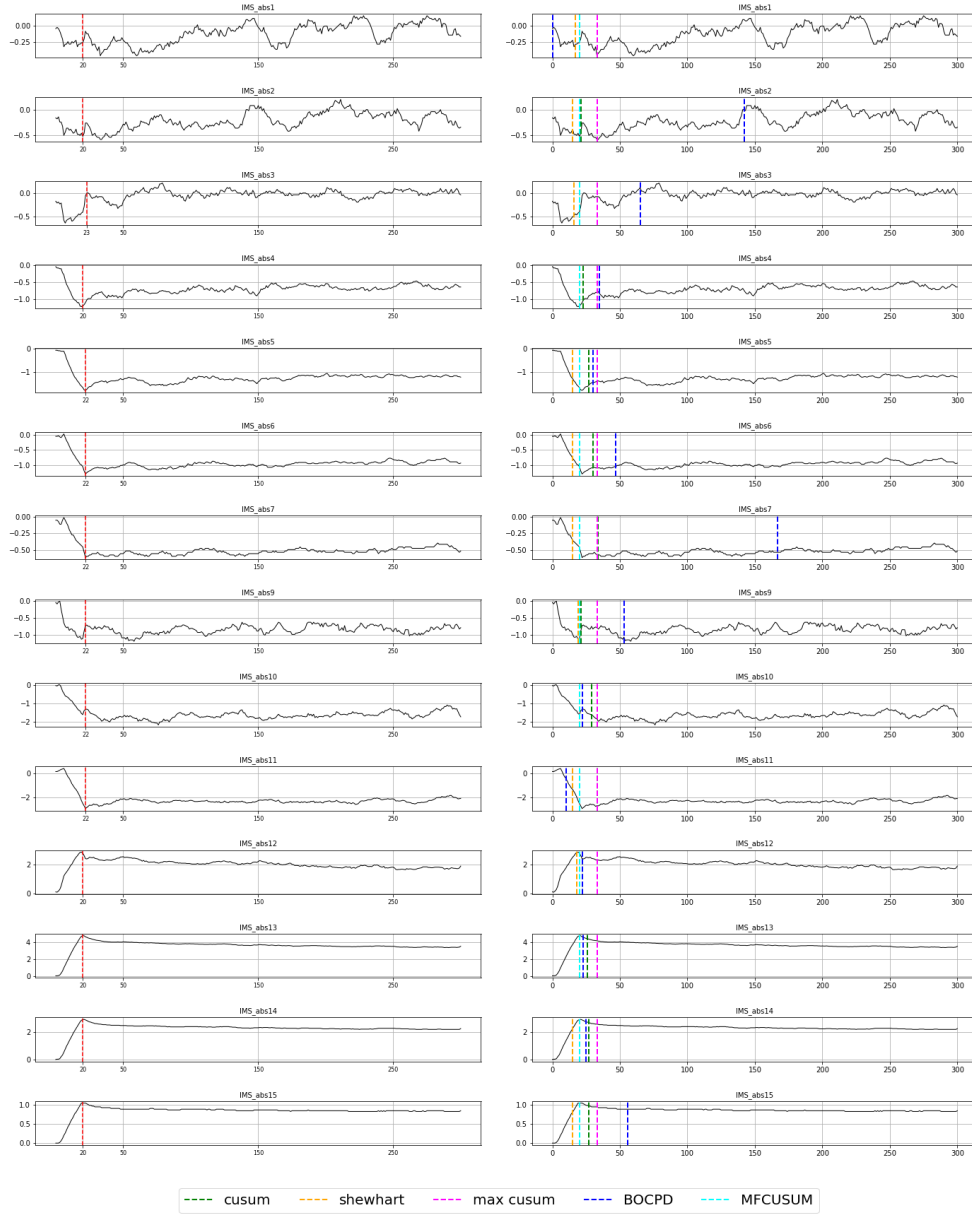 IMS_abs1 IMS_abs1
0.00 0.00
−0.25 −0.25
20 50 150 250 0 50 100 150 200 250 300
IMS_abs2 IMS_abs2
0.0 0.0
−0.5 −0.5
20 50 150 250 0 50 100 150 200 250 300
IMS_abs3 IMS_abs3
0.0 0.0
−0.5 −0.5
23 50 150 250 0 50 100 150 200 250 300
IMS_abs4 IMS_abs4
0.0 0.0
−0.5 −0.5
−1.0 −1.0
20 50 150 250 0 50 100 150 200 250 300
IMS_abs5 IMS_abs5
0 0
−1 −1
22 50 150 250 0 50 100 150 200 250 300
IMS_abs6 IMS_abs6
0.0 0.0
−0.5 −0.5
−1.0 −1.0
22 50 150 250 0 50 100 150 200 250 300
IMS_abs7 IMS_abs7
0.00 0.00
−0.25 −0.25
−0.50 −0.50
22 50 150 250 0 50 100 150 200 250 300
IMS_abs9 IMS_abs9
0.0 0.0
−0.5 −0.5
−1.0 −1.0
22 50 150 250 0 50 100 150 200 250 300
IMS_abs10 IMS_abs10
0 0
−1 −1
−2 −2
22 50 150 250 0 50 100 150 200 250 300
IMS_abs11 IMS_abs11
0 0
−2 −2
22 50 150 250 0 50 100 150 200 250 300
IMS_abs12 IMS_abs12
2 2
0 0
20 50 150 250 0 50 100 150 200 250 300
IMS_abs13 IMS_abs13
4 4
2 2
0 0
20 50 150 250 0 50 100 150 200 250 300
IMS_abs14 IMS_abs14
2 2
0 0
20 50 150 250 0 50 100 150 200 250 300
IMS_abs15 IMS_abs15
1.0 1.0
0.5 0.5
0.0 0.0
20 50 150 250 0 50 100 150 200 250 300
cusum shewhart max cusum BOCPD MFCUSUM